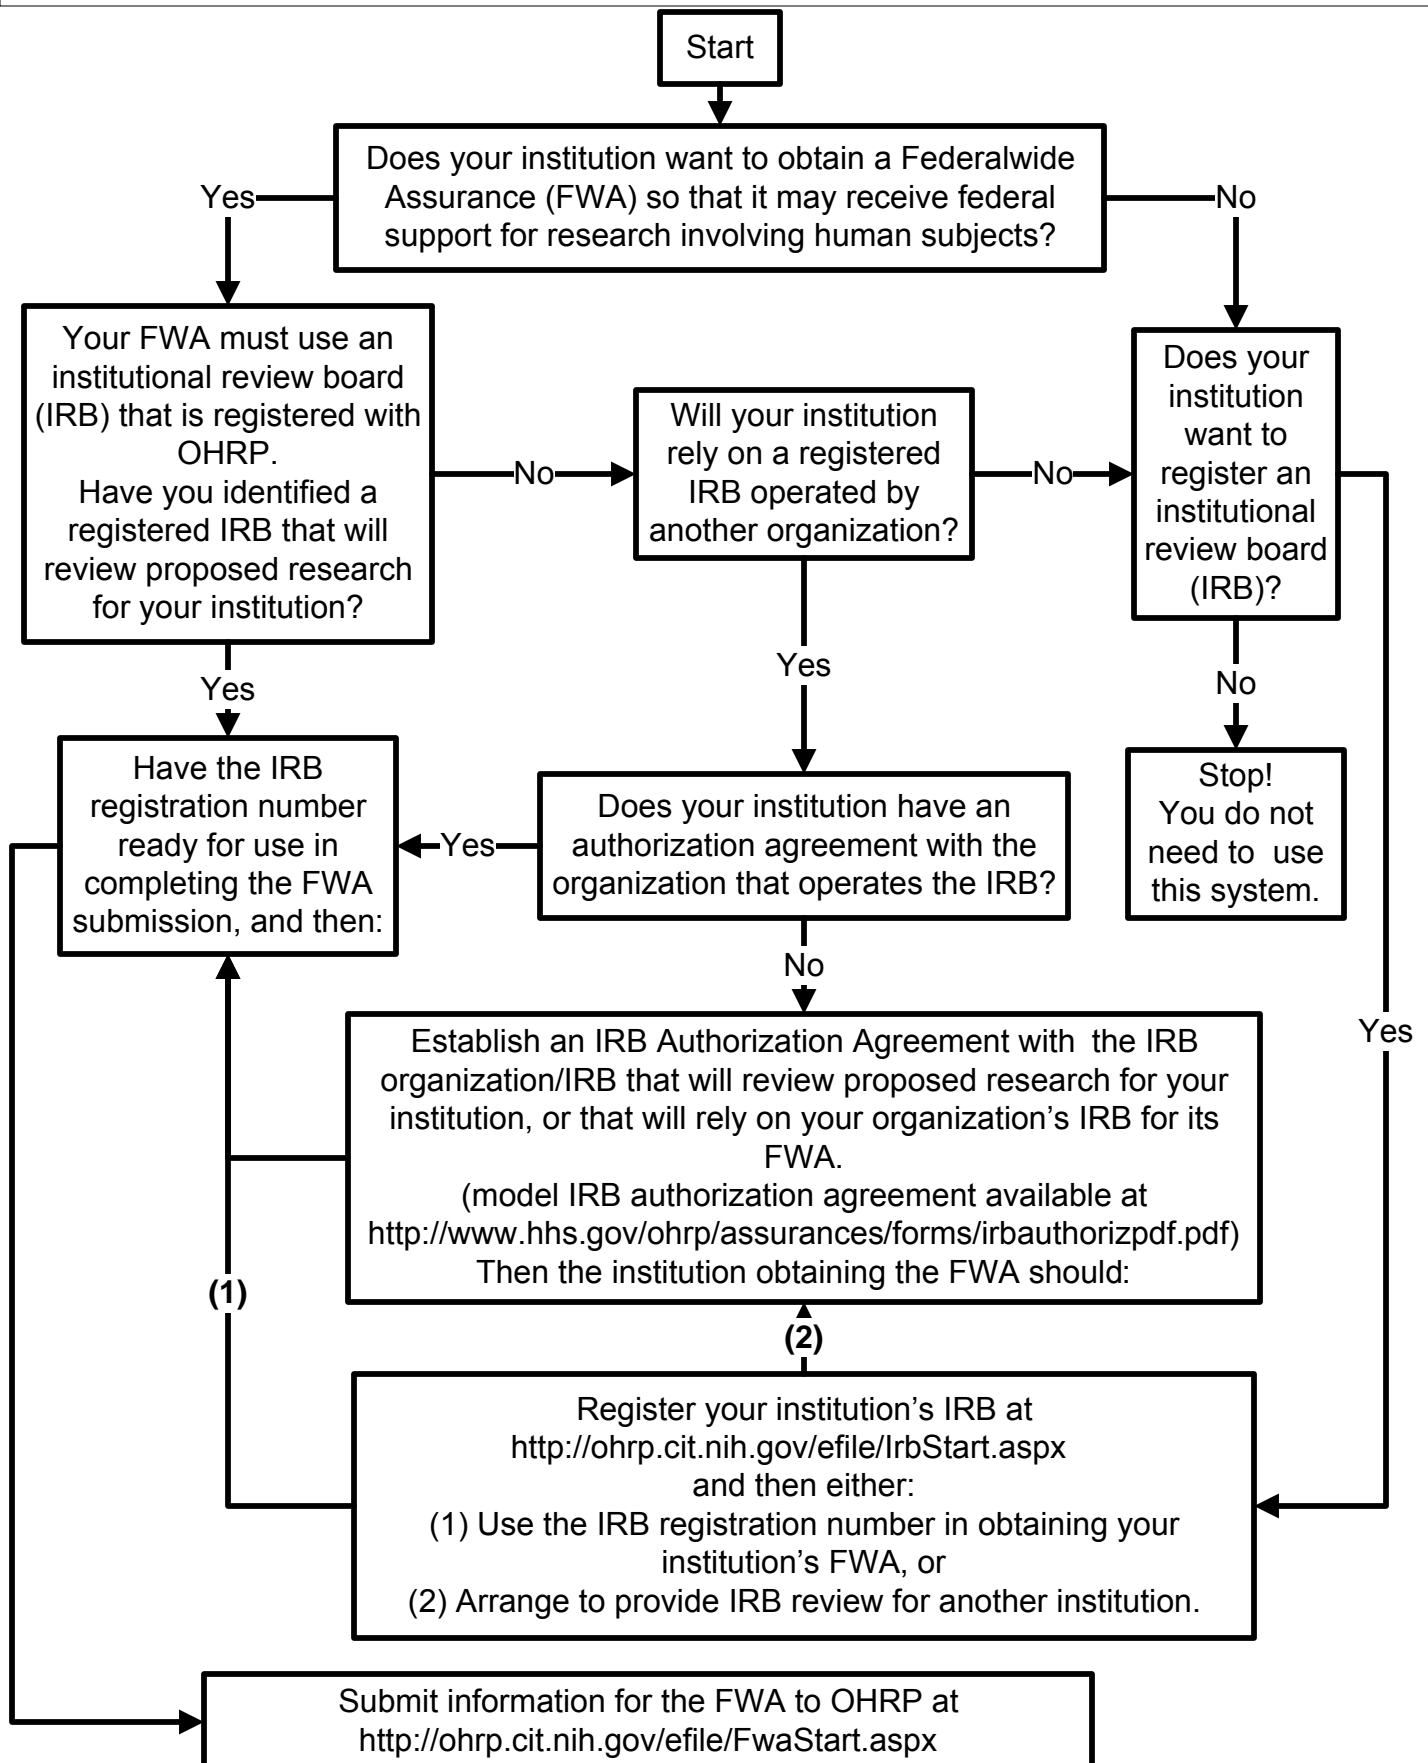 Start
Does your institution want to obtain a Federalwide
Assurance (FWA) so that it may receive federal
support for research involving human subjects?
Yes
No
Your FWA must use an
institutional review board
(IRB) that is registered with
OHRP.
Have you identified a
registered IRB that will
review proposed research
for your institution?
No
Will your institution
rely on a registered
IRB operated by
another organization?
No
Does your
institution
want to
register an
institutional
review board
(IRB)?
Yes
Yes
No
Have the IRB
registration number
ready for use in
completing the FWA
submission, and then:
Yes
Does your institution have an
authorization agreement with the
organization that operates the IRB?
Stop!
You do not
need to  use
this system.
No
Yes
Establish an IRB Authorization Agreement with  the IRB
organization/IRB that will review proposed research for your
institution, or that will rely on your organization’s IRB for its
FWA.
(model IRB authorization agreement available at
http://www.hhs.gov/ohrp/assurances/forms/irbauthorizpdf.pdf)
Then the institution obtaining the FWA should:
(1)
(2)
Register your institution’s IRB at
http://ohrp.cit.nih.gov/efile/IrbStart.aspx
and then either:
(1) Use the IRB registration number in obtaining your
institution’s FWA, or
(2) Arrange to provide IRB review for another institution.
Submit information for the FWA to OHRP at
http://ohrp.cit.nih.gov/efile/FwaStart.aspx